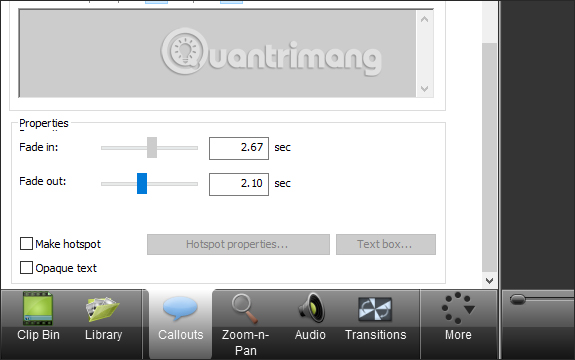 Quantrimang
Properties
Fade in:
2.67
sec
Fade out:
2.10
sec
Make hotspot
Hotspot properties...
Text box...
Opaque text
Clip Bin
Library
Callouts
Zoom-n-
Pan
Audio
Transitions
More